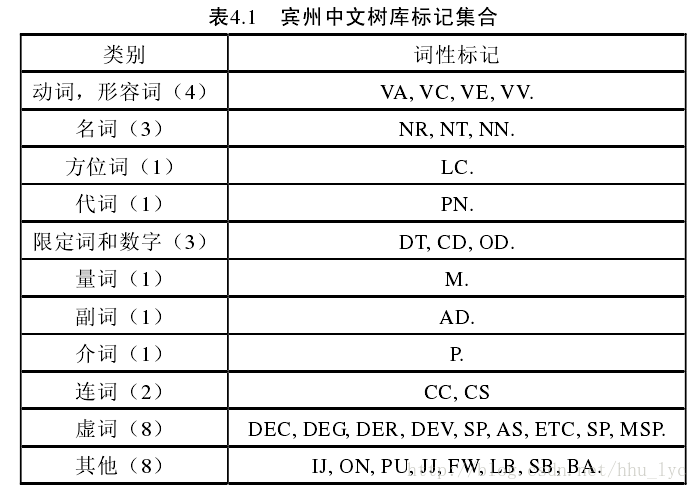 表4.1 宾州中文树库标记集合
类别 词性标记
动词，形容词（4） VA, VC, VE, VV.
名词（3） NR, NT, NN.
方位词（1） LC.
代词（1） PN.
限定词和数字（3） DT, CD, OD.
量词（1） M.
副词（1） AD.
介词（1） P.
连词（2） CC, CS
虚词（8） DEC, DEG, DER, DEV, SP, AS, ETC, SP, MSP.
其他（8） IJ, ON, PU, JJ, FW, LB, SB, BA.